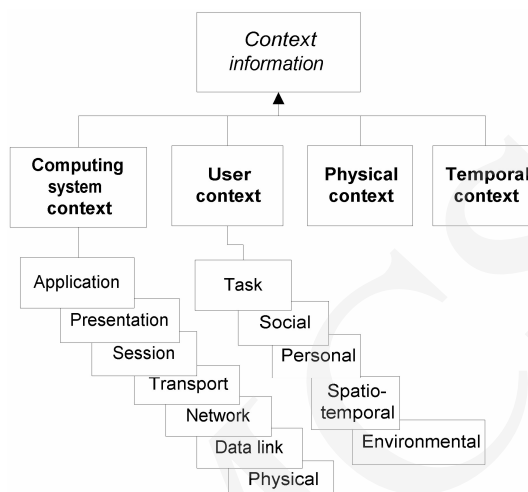 Context
information
Computing
system
context
User
context
Physical
context
Temporal
context
Application
Presentation
Session
Transport
Network
Data link
Physical
Task
Social
Personal
Spatio-
temporal
Environmental